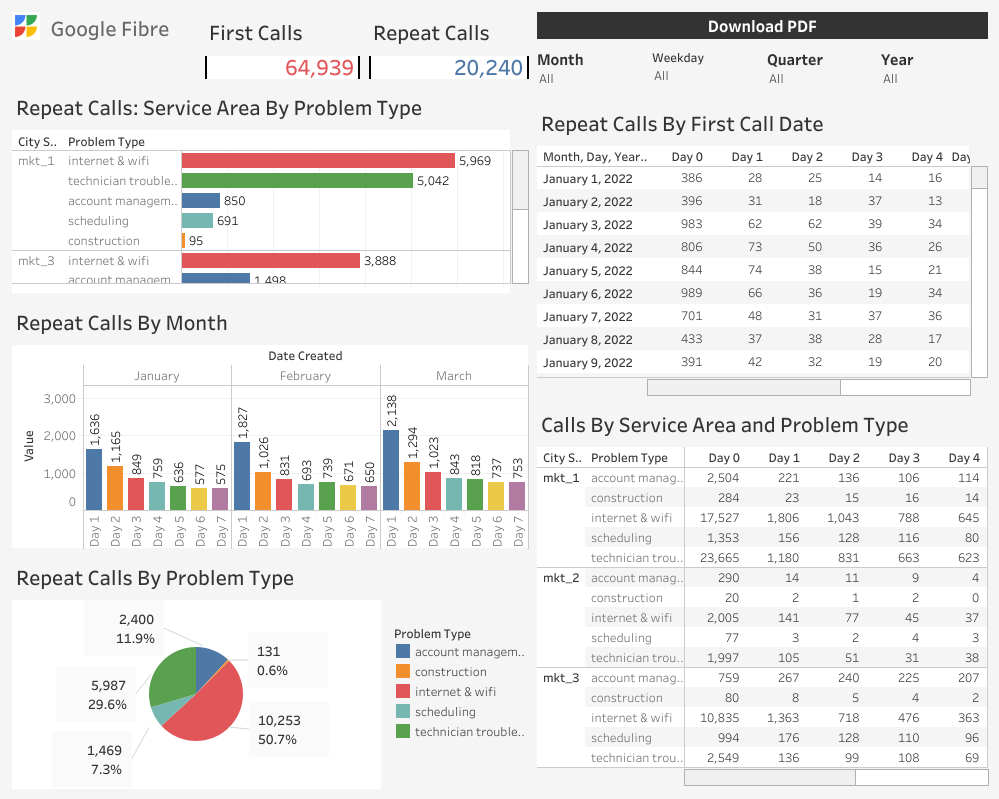 Google Fibre
First Calls
64,939
Repeat Calls
20,240
Download PDF
Month
All
Weekday
All
Quarter
All
Year
All
Repeat Calls: Service Area By Problem Type
City S.. Problem Type
mkt_1 internet & wifi 5,969
technician trouble.. 5,042
account managem.. 850
scheduling 691
construction 95
mkt_3 internet & wifi 3,888
account managem.. 1,498
Repeat Calls By First Call Date
Month, Day, Year.. Day 0 Day 1 Day 2 Day 3 Day 4 Day
January 1, 2022 386 28 25 14 16
January 2, 2022 396 31 18 37 13
January 3, 2022 983 62 62 39 34
January 4, 2022 806 73 50 36 26
January 5, 2022 844 74 38 15 21
January 6, 2022 989 66 36 19 34
January 7, 2022 701 48 31 37 36
January 8, 2022 433 37 38 28 17
January 9, 2022 391 42 32 19 20
Repeat Calls By Month
Date Created
January February March
Value
3,000
2,000
1,000
0
1,636 1,165 849 759 636 577 575
1,827 1,026 831 693 739 671 650
2,138 1,294 1,023 843 818 737 753
Day 1 Day 2 Day 3 Day 4 Day 5 Day 6 Day 7
Day 1 Day 2 Day 3 Day 4 Day 5 Day 6 Day 7
Day 1 Day 2 Day 3 Day 4 Day 5 Day 6 Day 7
Calls By Service Area and Problem Type
City S.. Problem Type Day 0 Day 1 Day 2 Day 3 Day 4
mkt_1 account manag.. 2,504 221 136 106 114
construction 284 23 15 16 14
internet & wifi 17,527 1,806 1,043 788 645
scheduling 1,353 156 128 116 80
technician trou.. 23,665 1,180 831 663 623
mkt_2 account manag.. 290 14 11 9 4
construction 20 2 1 2 0
internet & wifi 2,005 141 77 45 37
scheduling 77 3 2 4 3
technician trou.. 1,997 105 51 31 38
mkt_3 account manag.. 759 267 240 225 207
construction 80 8 5 4 2
internet & wifi 10,835 1,363 718 476 363
scheduling 994 176 128 110 96
technician trou.. 2,549 136 99 108 69
Repeat Calls By Problem Type
2,400
11.9%
131
0.6%
5,987
29.6%
10,253
50.7%
1,469
7.3%
Problem Type
account managem..
construction
internet & wifi
scheduling
technician trouble..